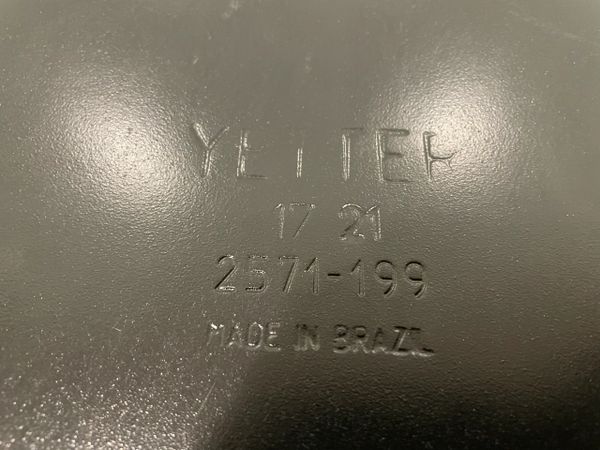 YETTER
17 21
2571-199
MADE IN BRAZIL